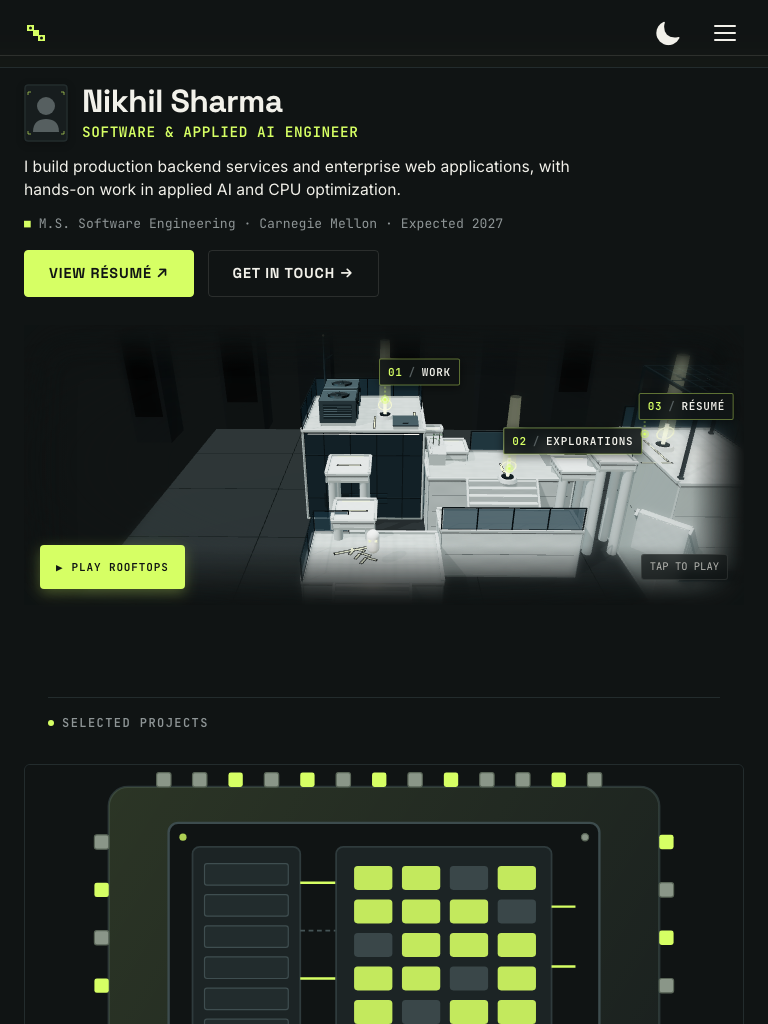 Nikhil Sharma
SOFTWARE & APPLIED AI ENGINEER
I build production backend services and enterprise web applications, with
hands-on work in applied AI and CPU optimization.
M.S. Software Engineering · Carnegie Mellon · Expected 2027
VIEW RÉSUMÉ ↗
GET IN TOUCH →
01 / WORK
03 / RÉSUMÉ
02 / EXPLORATIONS
▶ PLAY ROOFTOPS
TAP TO PLAY
SELECTED PROJECTS